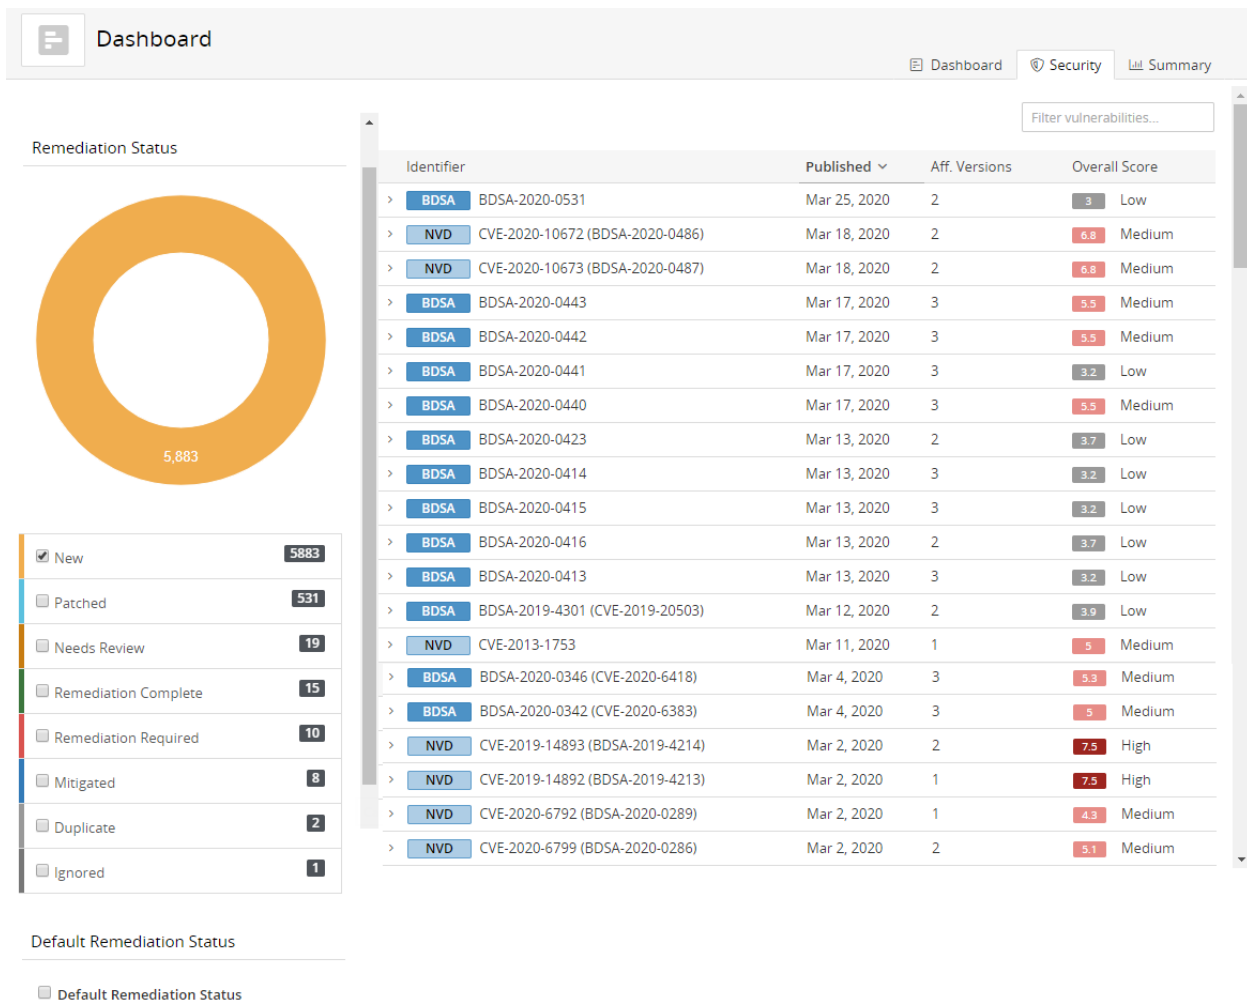 Dashboard
Dashboard Security Summary
Filter vulnerabilities...
Remediation Status
5,883
New 5883
Patched 531
Needs Review 19
Remediation Complete 15
Remediation Required 10
Mitigated 8
Duplicate 2
Ignored 1
Default Remediation Status
Default Remediation Status
Identifier Published Aff. Versions Overall Score
BDSA BDSA-2020-0531 Mar 25, 2020 2 3 Low
NVD CVE-2020-10672 (BDSA-2020-0486) Mar 18, 2020 2 6.8 Medium
NVD CVE-2020-10673 (BDSA-2020-0487) Mar 18, 2020 2 6.8 Medium
BDSA BDSA-2020-0443 Mar 17, 2020 3 5.5 Medium
BDSA BDSA-2020-0442 Mar 17, 2020 3 5.5 Medium
BDSA BDSA-2020-0441 Mar 17, 2020 3 3.2 Low
BDSA BDSA-2020-0440 Mar 17, 2020 3 5.5 Medium
BDSA BDSA-2020-0423 Mar 13, 2020 2 3.7 Low
BDSA BDSA-2020-0414 Mar 13, 2020 3 3.2 Low
BDSA BDSA-2020-0415 Mar 13, 2020 3 3.2 Low
BDSA BDSA-2020-0416 Mar 13, 2020 2 3.7 Low
BDSA BDSA-2020-0413 Mar 13, 2020 3 3.2 Low
BDSA BDSA-2019-4301 (CVE-2019-20503) Mar 12, 2020 2 3.9 Low
NVD CVE-2013-1753 Mar 11, 2020 1 5 Medium
BDSA BDSA-2020-0346 (CVE-2020-6418) Mar 4, 2020 3 5.3 Medium
BDSA BDSA-2020-0342 (CVE-2020-6383) Mar 4, 2020 3 5 Medium
NVD CVE-2019-14893 (BDSA-2019-4214) Mar 2, 2020 2 7.5 High
NVD CVE-2019-14892 (BDSA-2019-4213) Mar 2, 2020 1 7.5 High
NVD CVE-2020-6792 (BDSA-2020-0289) Mar 2, 2020 1 4.3 Medium
NVD CVE-2020-6799 (BDSA-2020-0286) Mar 2, 2020 2 5.1 Medium